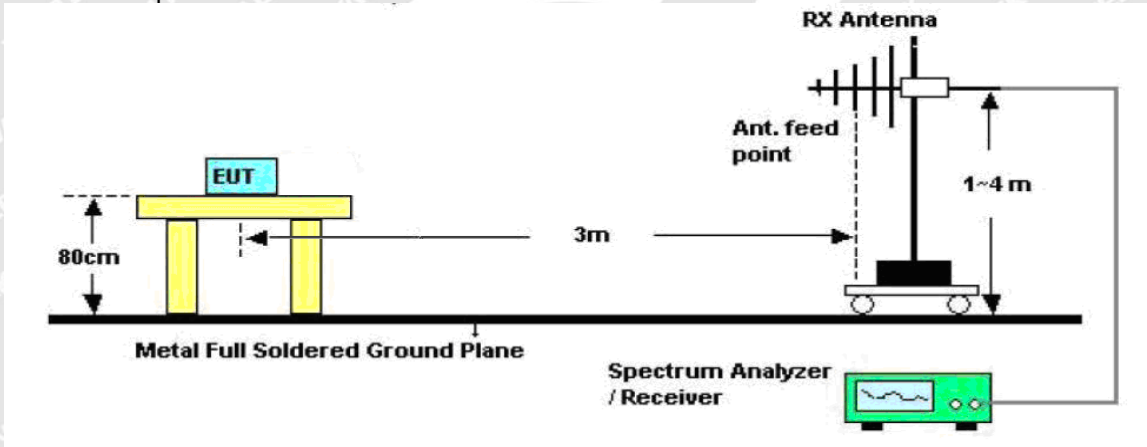 RX Antenna
Ant. feed
point
EUT
1~4 m
3m
80cm
Metal Full Soldered Ground Plane
Spectrum Analyzer
/ Receiver